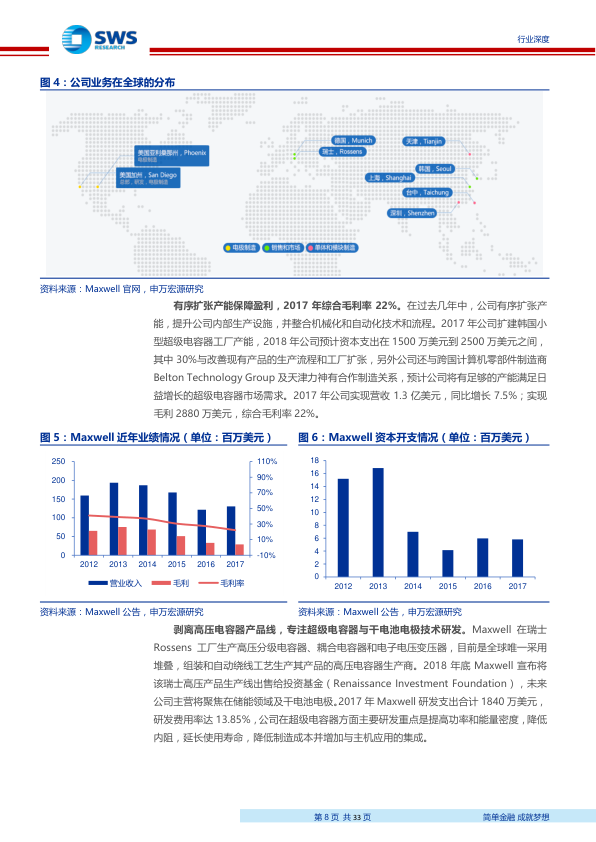 SWS
RESEARCH
行业深度
图 4：公司业务在全球的分布
美国亚利桑那州，Phoenix
电极制造
美国加州，San Diego
电极制造
德国，Munich
瑞士，Rossens
天津，Tianjin
韩国，Seoul
上海，Shanghai
台中，Taichung
深圳，Shenzhen
电极制造 销售和市场 单体和模块制造
资料来源：Maxwell 官网，申万宏源研究
有序扩张产能保障盈利，2017 年综合毛利率 22%。在过去几年中，公司有序扩张产
能，提升公司内部生产设施，并整合机械化和自动化技术和流程。2017 年公司扩建韩国小
型超级电容器工厂产能，2018 年公司预计资本支出在 1500 万美元到 2500 万美元之间，
其中 30%与改善现有产品的生产流程和工厂扩张，另外公司还与跨国计算机零部件制造商
Belton Technology Group 及天津力神有合作制造关系，预计公司将有足够的产能满足日
益增长的超级电容器市场需求。2017 年公司实现营收 1.3 亿美元，同比增长 7.5%；实现
毛利 2880 万美元，综合毛利率 22%。
图 5：Maxwell 近年业绩情况（单位：百万美元）
250
200
150
100
50
0
110%
90%
70%
50%
30%
10%
-10%
2012 2013 2014 2015 2016 2017
营业收入 毛利 毛利率
资料来源：Maxwell 公告，申万宏源研究
图 6：Maxwell 资本开支情况（单位：百万美元）
18
16
14
12
10
8
6
4
2
0
2012 2013 2014 2015 2016 2017
资料来源：Maxwell 公告，申万宏源研究
剥离高压电容器产品线，专注超级电容器与干电池电极技术研发。Maxwell 在瑞士
Rossens 工厂生产高压分级电容器、耦合电容器和电子电压变压器，目前是全球唯一采用
堆叠，组装和自动绕线工艺生产其产品的高压电容器生产商。2018 年底 Maxwell 宣布将
该瑞士高压产品生产线出售给投资基金（Renaissance Investment Foundation），未来
公司主营将聚焦在储能领域及干电池电极。2017 年 Maxwell 研发支出合计 1840 万美元，
研发费用率达 13.85%，公司在超级电容器方面主要研发重点是提高功率和能量密度，降低
内阻，延长使用寿命，降低制造成本并增加与主机应用的集成。
第 8 页 共 33 页
简单金融 成就梦想